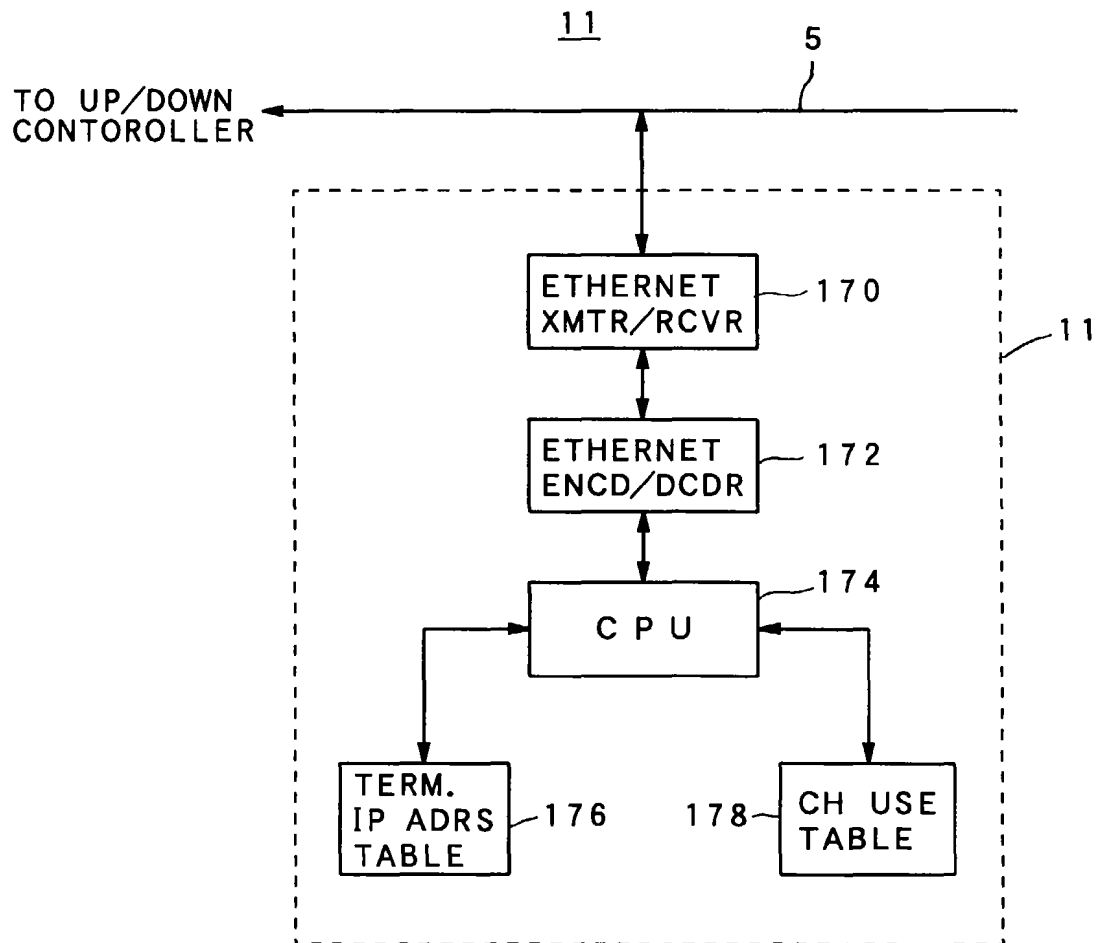 11
5
TO UP/DOWN
CONTOROLLER
ETHERNET
XMTR/RCVR
170
11
ETHERNET
ENCD/DCDR
172
174
CPU
TERM.
IP ADRS
TABLE
176
178
CH USE
TABLE